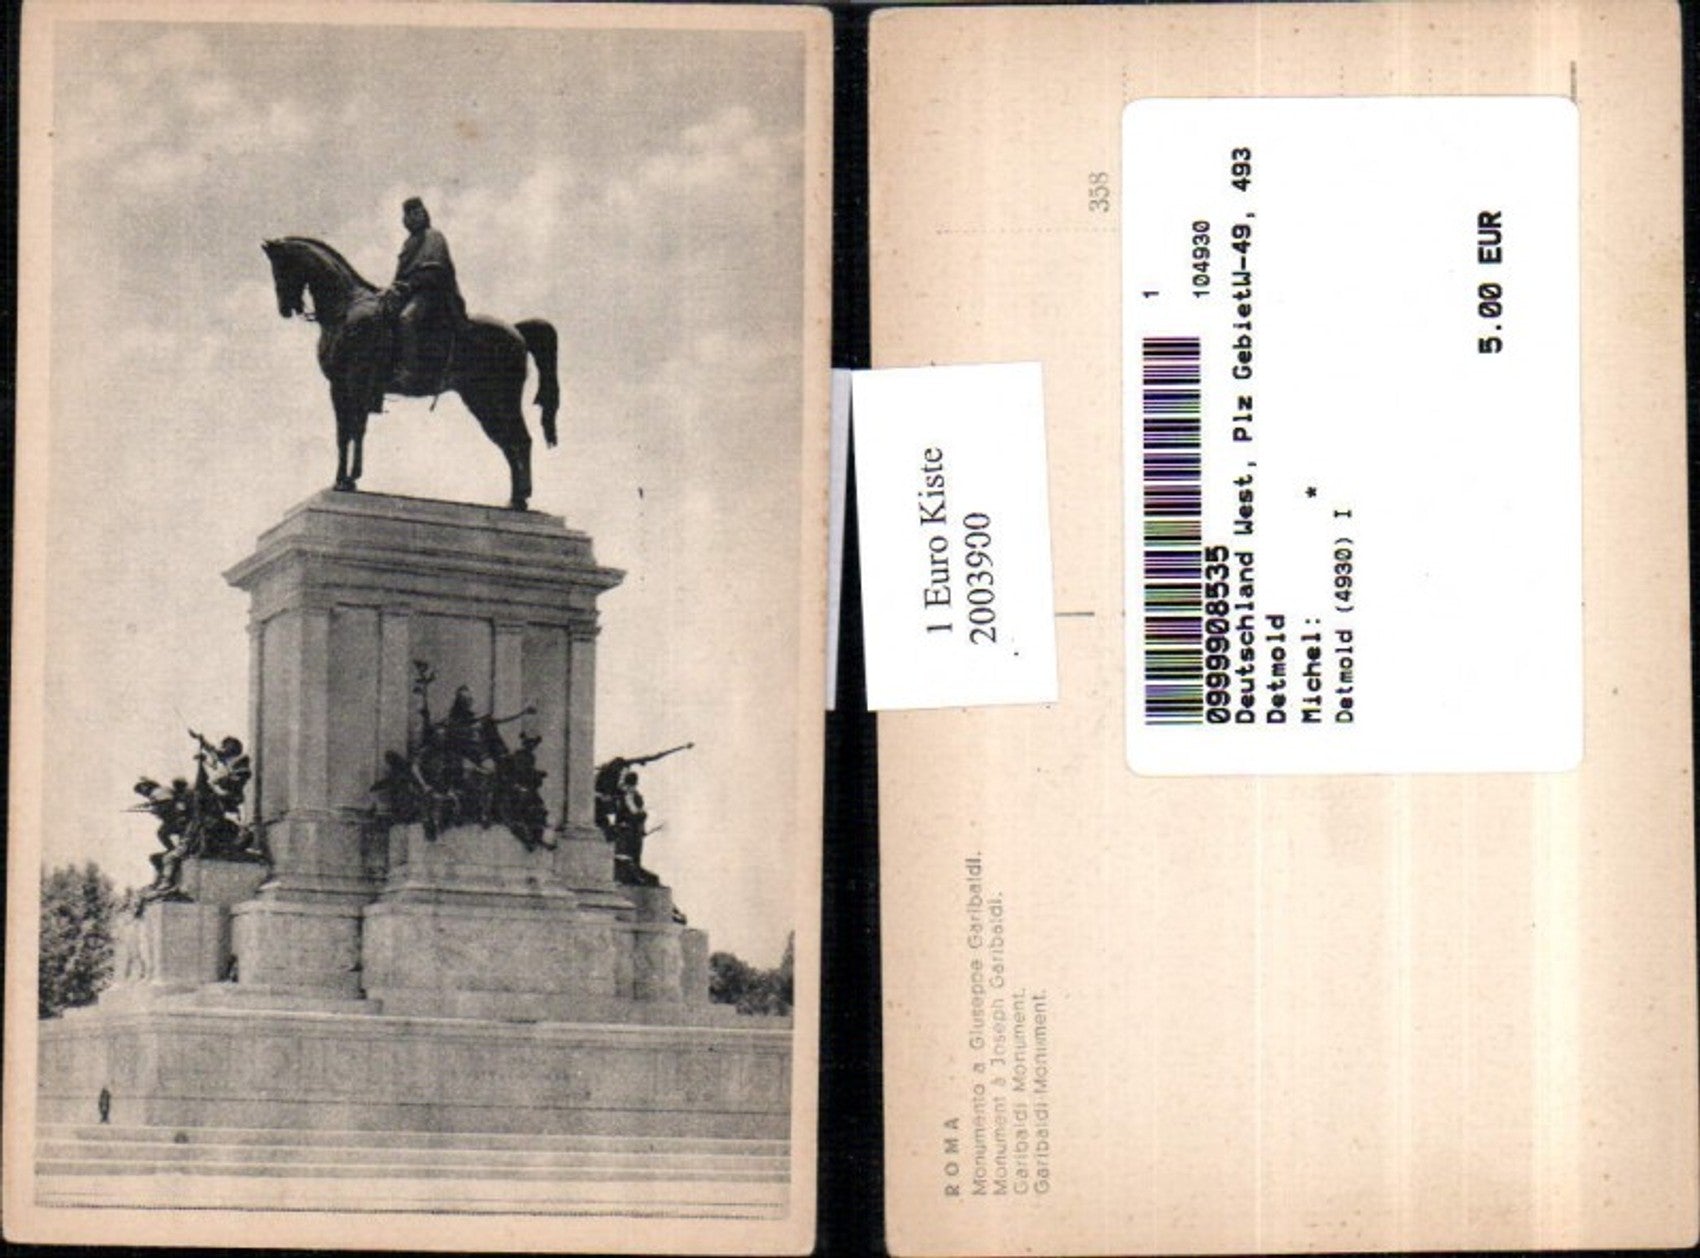 358
1 Euro Kiste
2003900
1
104930
0999908535
Deutschland West, Plz GebietW-49, 493
Detmold
Michel: *
Detmold (4930) I
5.00 EUR
ROMA
Monumento a Giuseppe Garibaldi.
Monument à Joseph Garibaldi.
Garibaldi Monument.
Garibaldi-Monument.